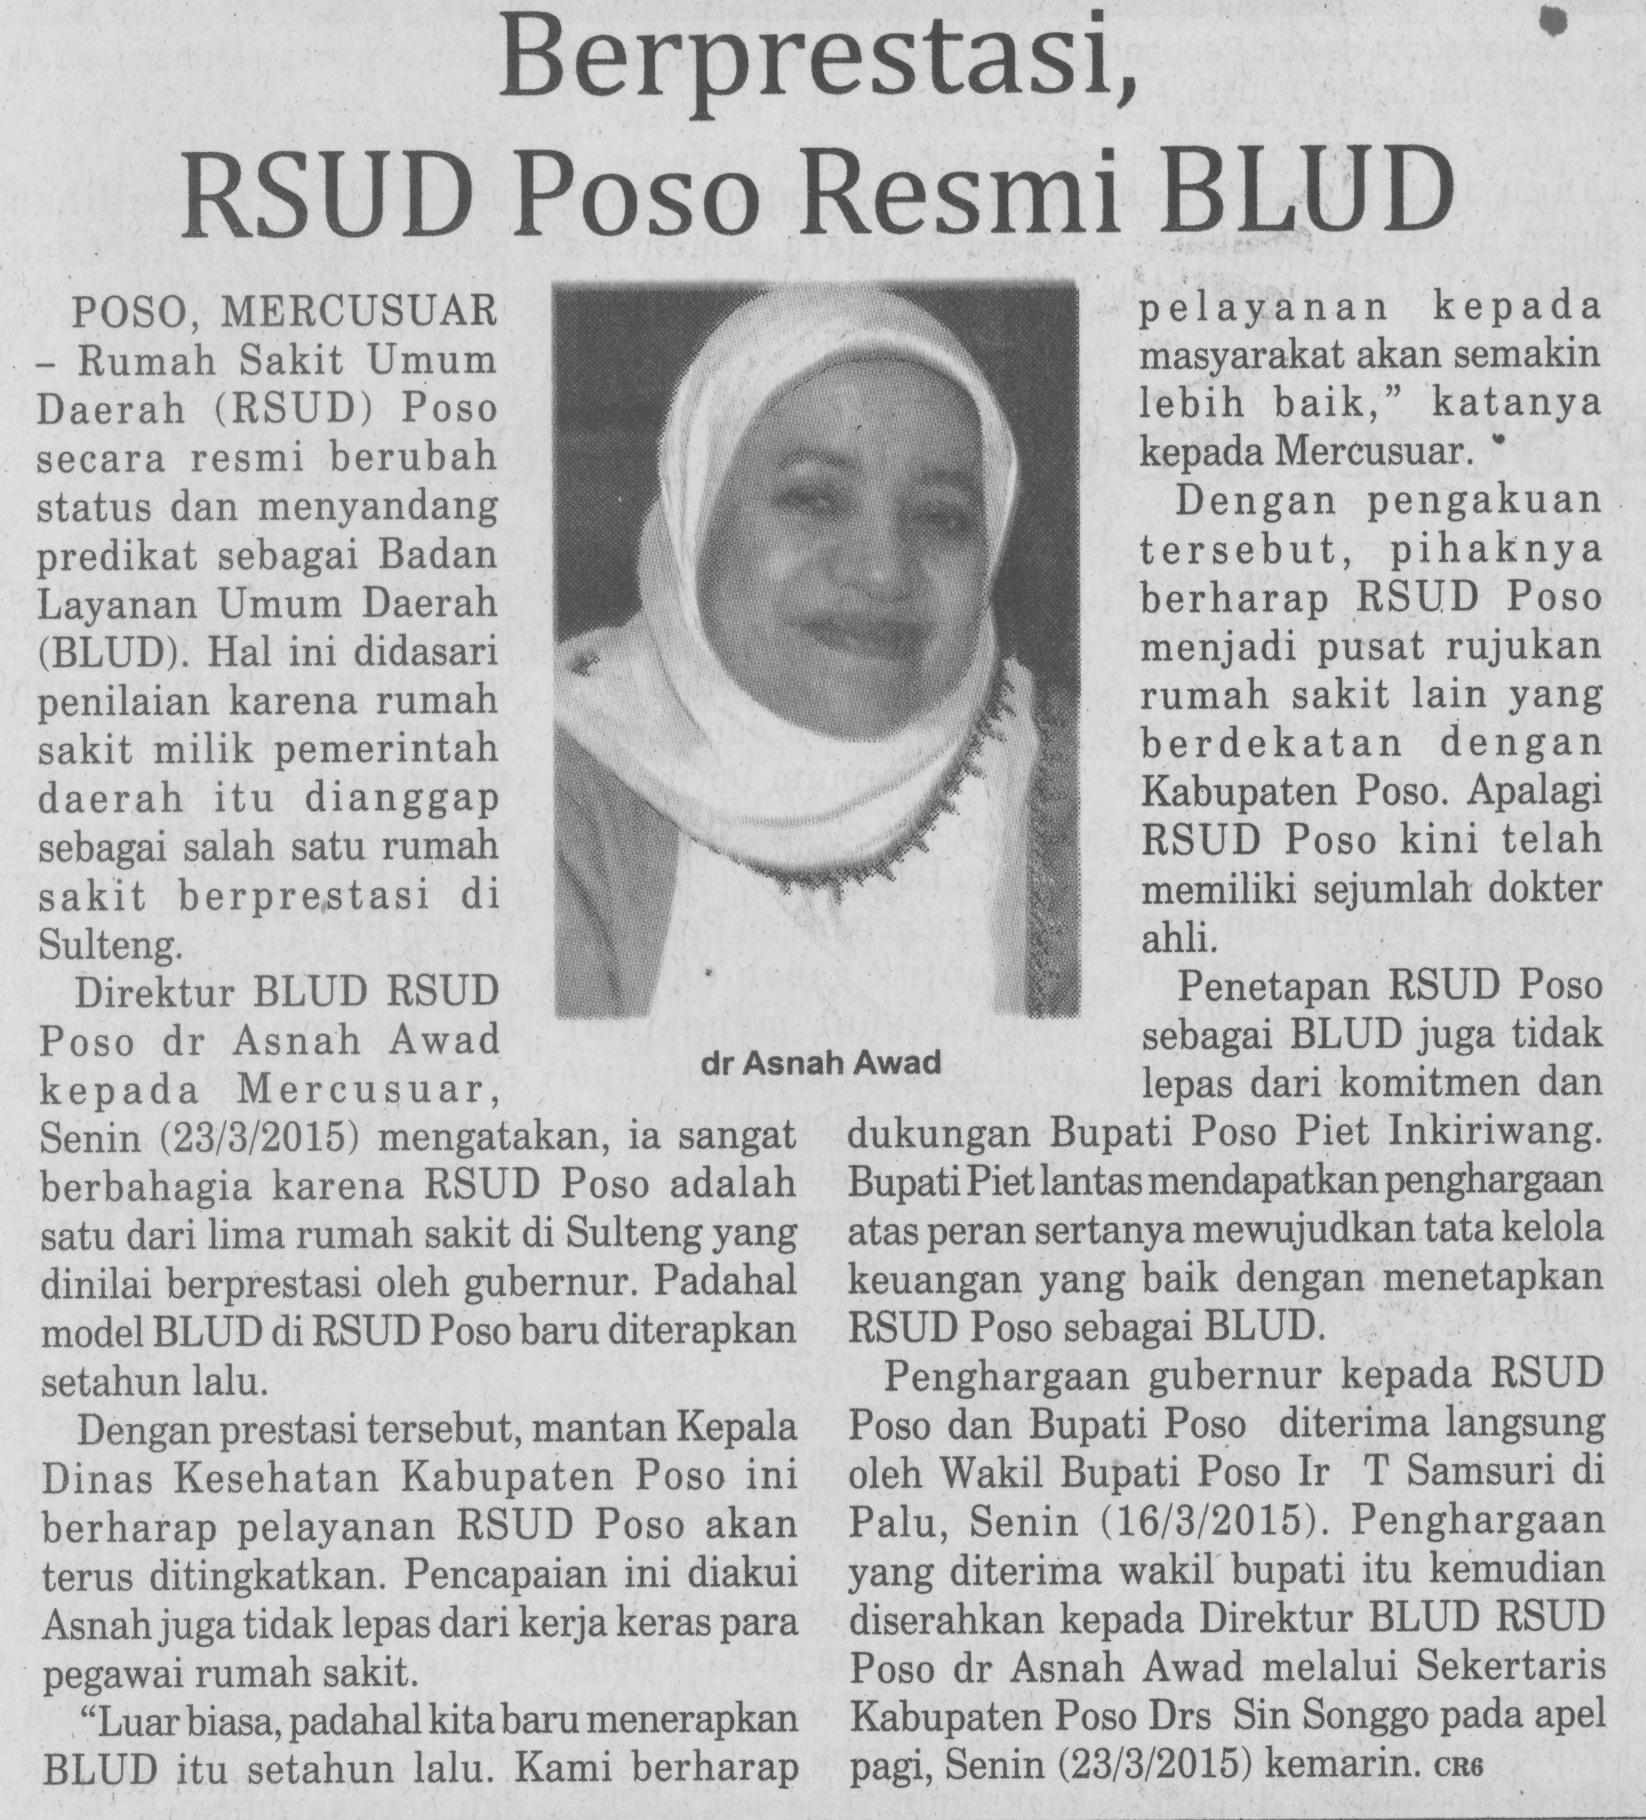 Berprestasi,
RSUD Poso Resmi BLUD
POSO, MERCUSUAR
– Rumah Sakit Umum
Daerah (RSUD) Poso
secara resmi berubah
status dan menyandang
predikat sebagai Badan
Layanan Umum Daerah
(BLUD). Hal ini didasari
penilaian karena rumah
sakit milik pemerintah
daerah itu dianggap
sebagai salah satu rumah
sakit berprestasi di
Sulteng.
Direktur BLUD RSUD
Poso dr Asnah Awad
kepada Mercusuar,
Senin (23/3/2015) mengatakan, ia sangat
berbahagia karena RSUD Poso adalah
satu dari lima rumah sakit di Sulteng yang
dinilai berprestasi oleh gubernur. Padahal
model BLUD di RSUD Poso baru diterapkan
setahun lalu.
Dengan prestasi tersebut, mantan Kepala
Dinas Kesehatan Kabupaten Poso ini
berharap pelayanan RSUD Poso akan
terus ditingkatkan. Pencapaian ini diakui
Asnah juga tidak lepas dari kerja keras para
pegawai rumah sakit.
“Luar biasa, padahal kita baru menerapkan
BLUD itu setahun lalu. Kami berharap
dr Asnah Awad
pelayanan kepada
masyarakat akan semakin
lebih baik,” katanya
kepada Mercusuar.
Dengan pengakuan
tersebut, pihaknya
berharap RSUD Poso
menjadi pusat rujukan
rumah sakit lain yang
berdekatan dengan
Kabupaten Poso. Apalagi
RSUD Poso kini telah
memiliki sejumlah dokter
ahli.
Penetapan RSUD Poso
sebagai BLUD juga tidak
lepas dari komitmen dan
dukungan Bupati Poso Piet Inkiriwang.
Bupati Piet lantas mendapatkan penghargaan
atas peran sertanya mewujudkan tata kelola
keuangan yang baik dengan menetapkan
RSUD Poso sebagai BLUD.
Penghargaan gubernur kepada RSUD
Poso dan Bupati Poso diterima langsung
oleh Wakil Bupati Poso Ir T Samsuri di
Palu, Senin (16/3/2015). Penghargaan
yang diterima wakil bupati itu kemudian
diserahkan kepada Direktur BLUD RSUD
Poso dr Asnah Awad melalui Sekertaris
Kabupaten Poso Drs Sin Songgo pada apel
pagi, Senin (23/3/2015) kemarin. CR6